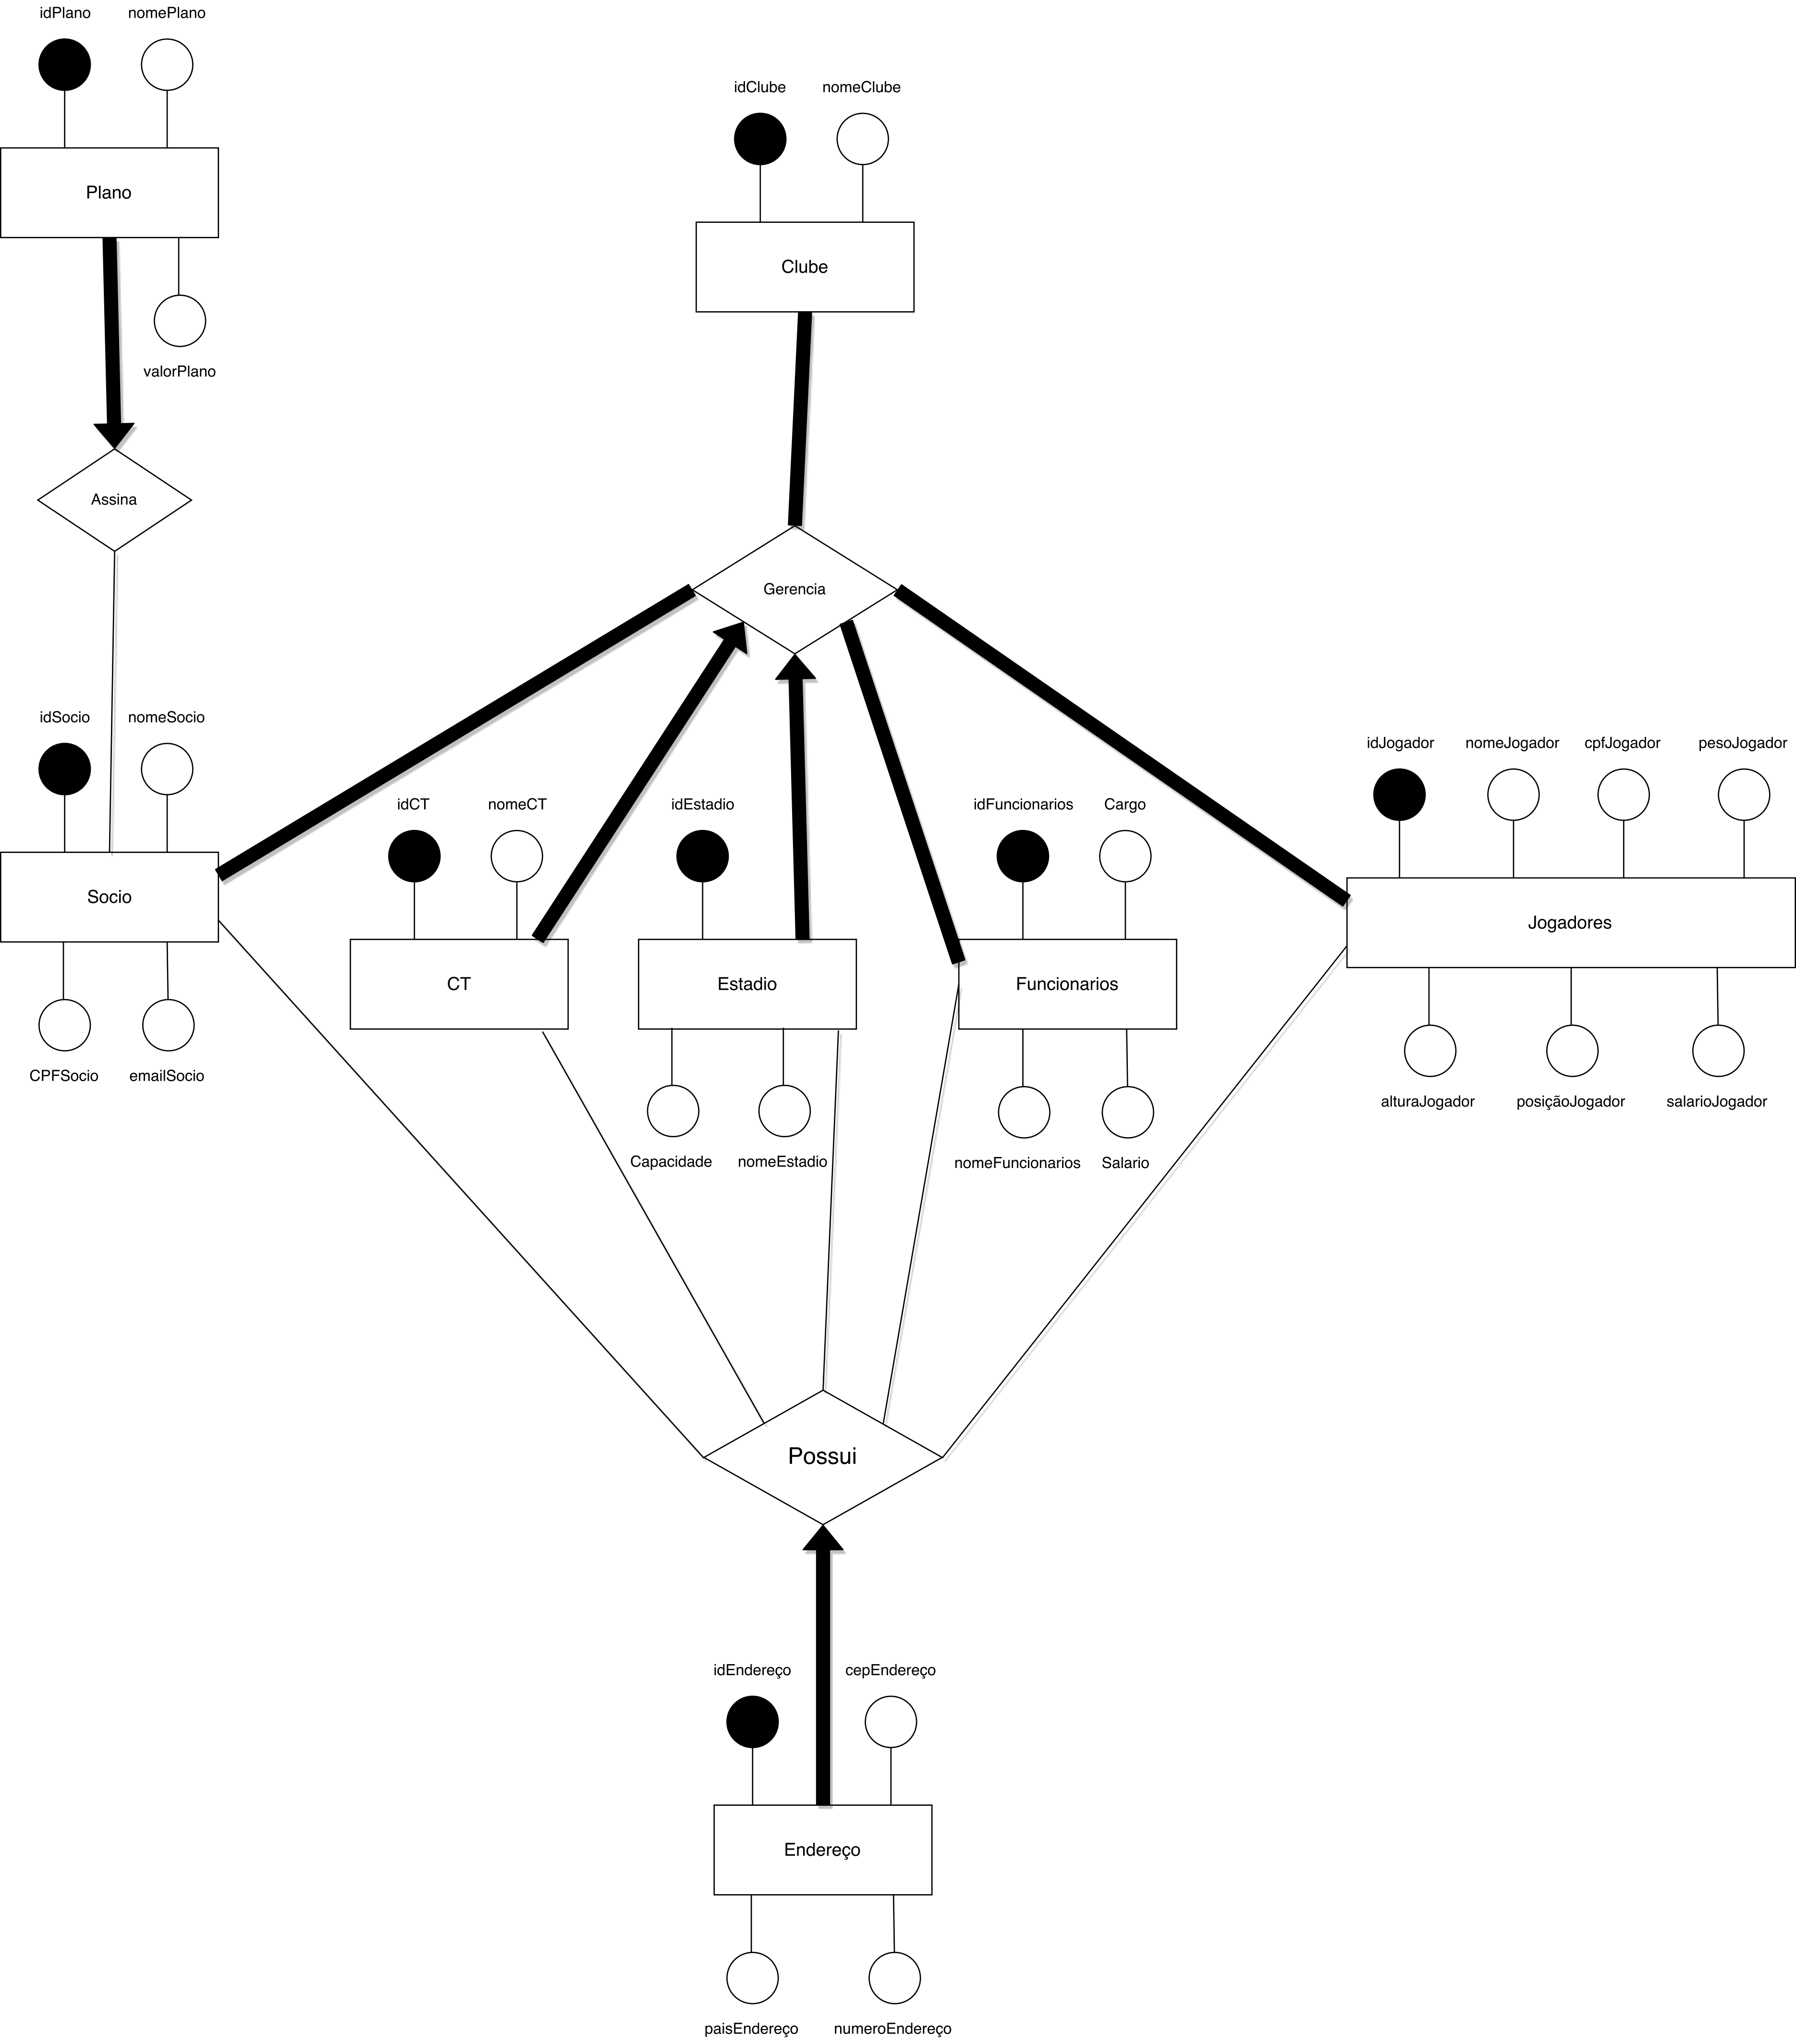 idPlano nomePlano
Plano
valorPlano
Assina
idClube nomeClube
Clube
Gerencia
idSocio nomeSocio
Socio
CPFSocio emailSocio
idCT nomeCT
CT
idEstadio
Estadio
Capacidade nomeEstadio
idFuncionarios Cargo
Funcionarios
nomeFuncionarios Salario
idJogador nomeJogador cpfJogador pesoJogador
Jogadores
alturaJogador posiçãoJogador salarioJogador
Possui
idEndereço cepEndereço
Endereço
paisEndereço numeroEndereço